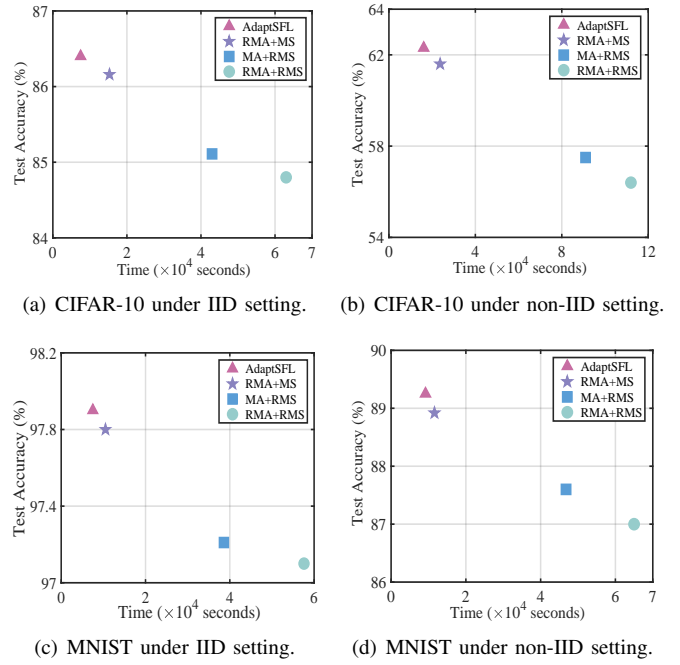 87
86
85
84
Test Accuracy (%)
AdaptSFL
RMA+MS
MA+RMS
RMA+RMS
0 2 4 6 7
Time (×10⁴ seconds)
(a) CIFAR-10 under IID setting.
64
62
58
54
Test Accuracy (%)
AdaptSFL
RMA+MS
MA+RMS
RMA+RMS
0 4 8 12
Time (×10⁴ seconds)
(b) CIFAR-10 under non-IID setting.
98.2
97.8
97.4
97
Test Accuracy (%)
AdaptSFL
RMA+MS
MA+RMS
RMA+RMS
0 2 4 6
Time (×10⁴ seconds)
(c) MNIST under IID setting.
90
89
88
87
86
Test Accuracy (%)
AdaptSFL
RMA+MS
MA+RMS
RMA+RMS
0 2 4 6 7
Time (×10⁴ seconds)
(d) MNIST under non-IID setting.